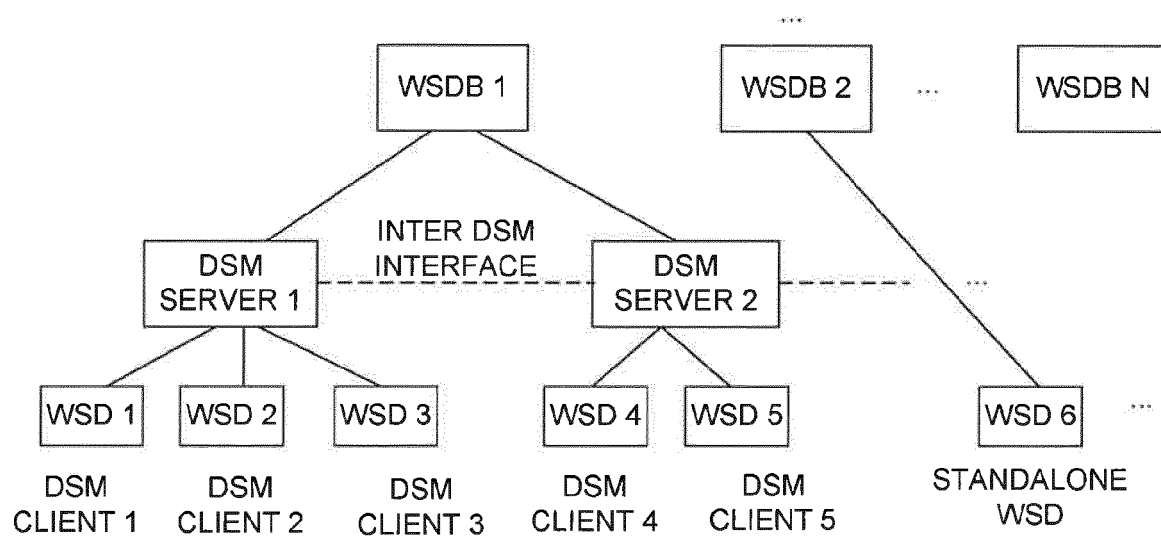 ...
WSDB 1
WSDB 2
...
WSDB N
INTER DSM
INTERFACE
DSM
SERVER 1
DSM
SERVER 2
...
WSD 1
WSD 2
WSD 3
WSD 4
WSD 5
WSD 6
...
DSM
CLIENT 1
DSM
CLIENT 2
DSM
CLIENT 3
DSM
CLIENT 4
DSM
CLIENT 5
STANDALONE
WSD